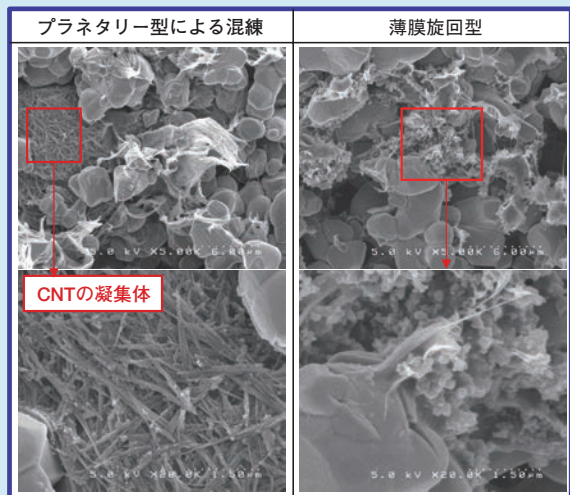 プラネタリー型による混練
薄膜旋回型
5.0 kV X5.00K 6.00μm
5.0 kV X5.00K 6.00μm
CNTの凝集体
5.0 kV X20.0K 1.50μm
5.0 kV X20.0K 1.50μm